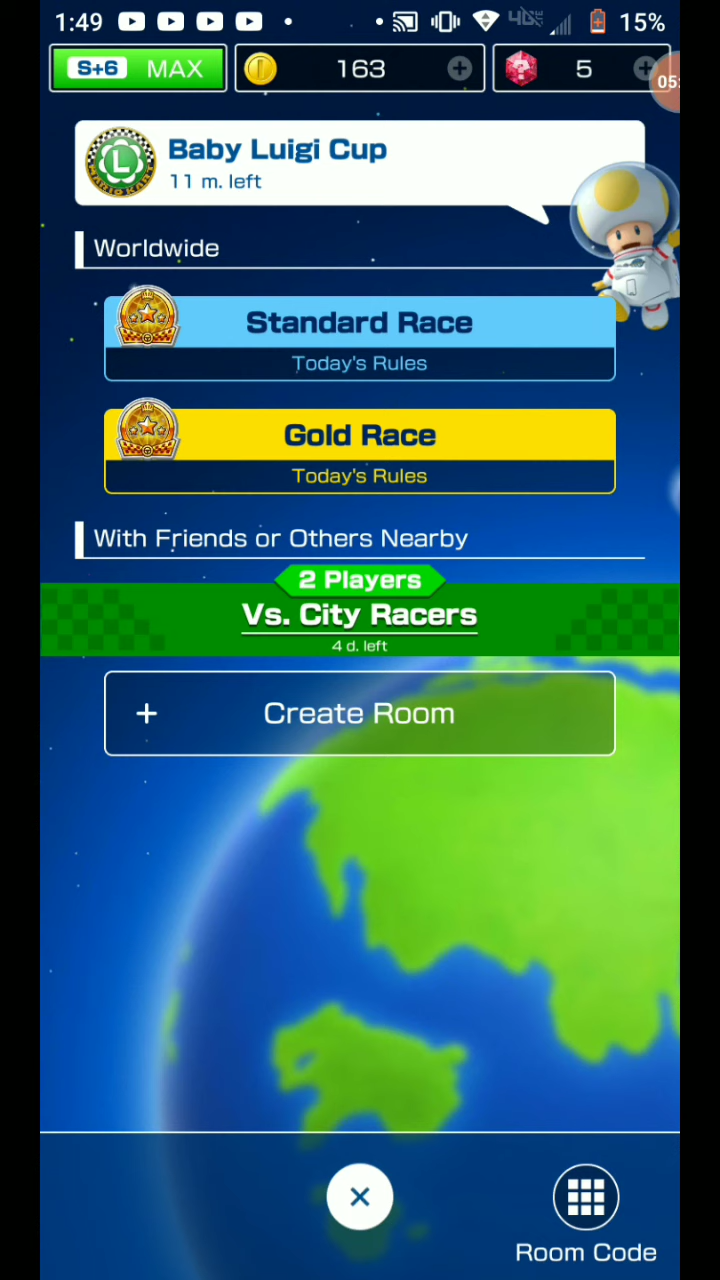 1:49
15%
S+6 MAX
163
5
05:
Baby Luigi Cup
11 m. left
Worldwide
Standard Race
Today's Rules
Gold Race
Today's Rules
With Friends or Others Nearby
2 Players
Vs. City Racers
4 d. left
+ Create Room
Room Code